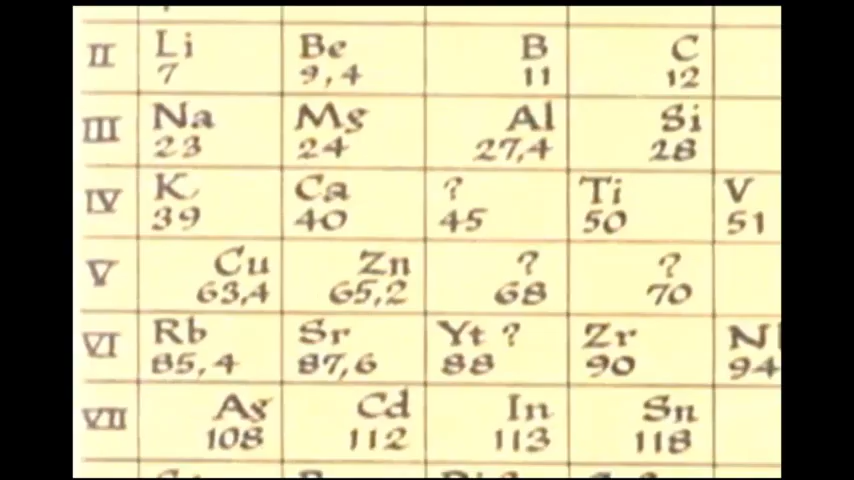 II Li Be B C
7 9,4 11 12
III Na Mg Al Si
23 24 27,4 28
IV K Ca ? Ti V
39 40 45 50 51
V Cu Zn ? ?
63,4 65,2 68 70
VI Rb Sr Yt ? Zr N
85,4 87,6 88 90 94
VII Ag Cd In Sn
108 112 113 118